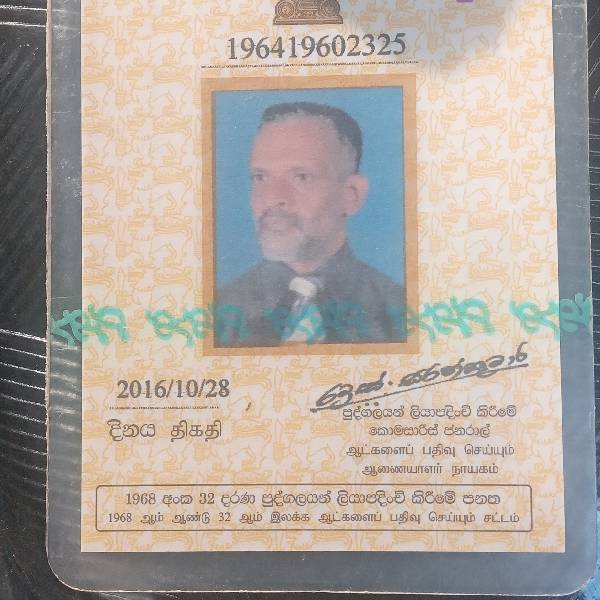 196419602325
2016/10/28
දිනය திகதி
පුද්ගලයන් ලියාපදිංචි කිරීමේ
කොමසාරිස් ජනරාල්
ஆட்களைப் பதிவு செய்யும்
ஆணையாளர் நாயகம்
1968 අංක 32 දරණ පුද්ගලයන් ලියාපදිංචි කිරීමේ පනත
1968 ஆம் ஆண்டு 32 ஆம் இலக்க ஆட்களைப் பதிவு செய்யும் சட்டம்